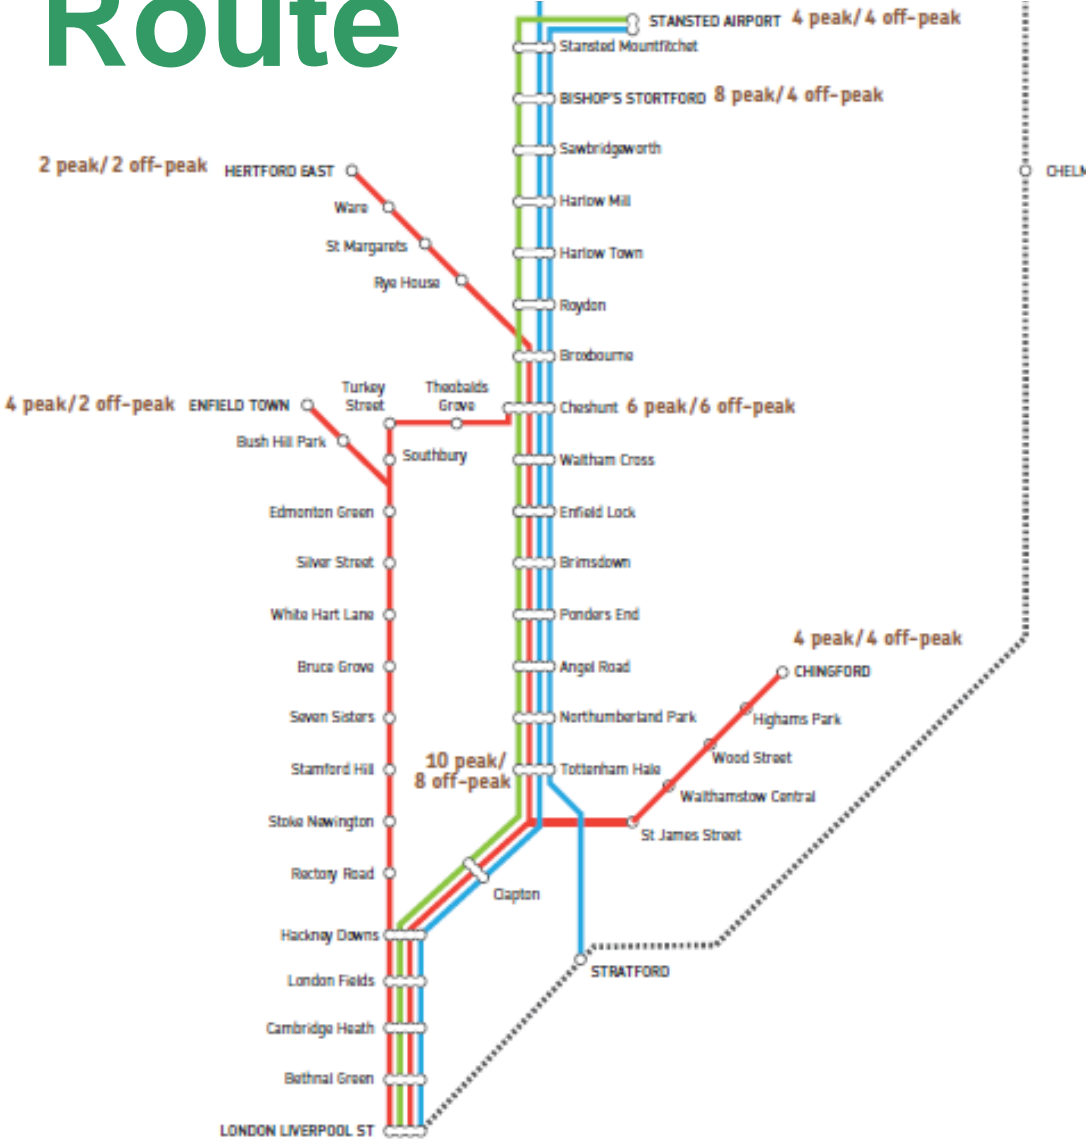 Route
STANSTED AIRPORT 4 peak/4 off-peak
Stansted Mountfitchet
BISHOP'S STORTFORD 8 peak/4 off-peak
Sawbridgeworth
2 peak/2 off-peak HERTFORD EAST
CHELM
Ware
Harlow Mill
St Margarets
Harlow Town
Rye House
Roydon
Broxbourne
4 peak/2 off-peak ENFIELD TOWN
Turkey
Street
Theobalds
Grove
Cheshunt 6 peak/6 off-peak
Bush Hill Park
Southbury
Waltham Cross
Edmonton Green
Enfield Lock
Silver Street
Brimsdown
White Hart Lane
Ponders End
4 peak/4 off-peak
Bruce Grove
Angel Road
CHINGFORD
Seven Sisters
Northumberland Park
Highams Park
Wood Street
Stamford Hill
10 peak/
8 off-peak
Tottenham Hale
Walthamstow Central
Stoke Newington
St James Street
Rectory Road
Clapton
Hackney Downs
STRATFORD
London Fields
Cambridge Heath
Bethnal Green
LONDON LIVERPOOL ST